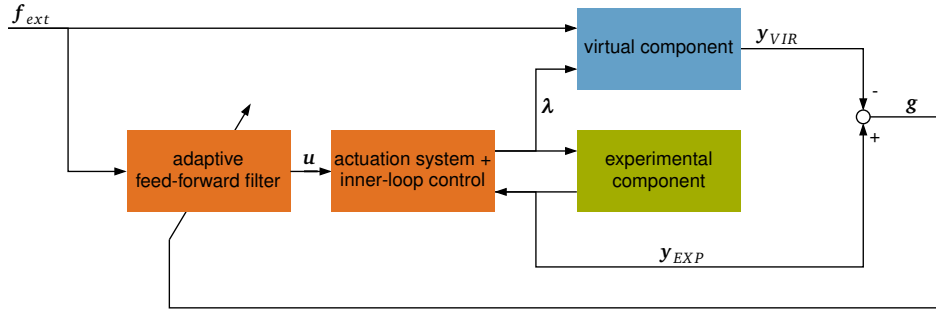 f_ext
virtual component
y_VIR
λ
-
g
+
adaptive
feed-forward filter
u
actuation system +
inner-loop control
experimental
component
y_EXP